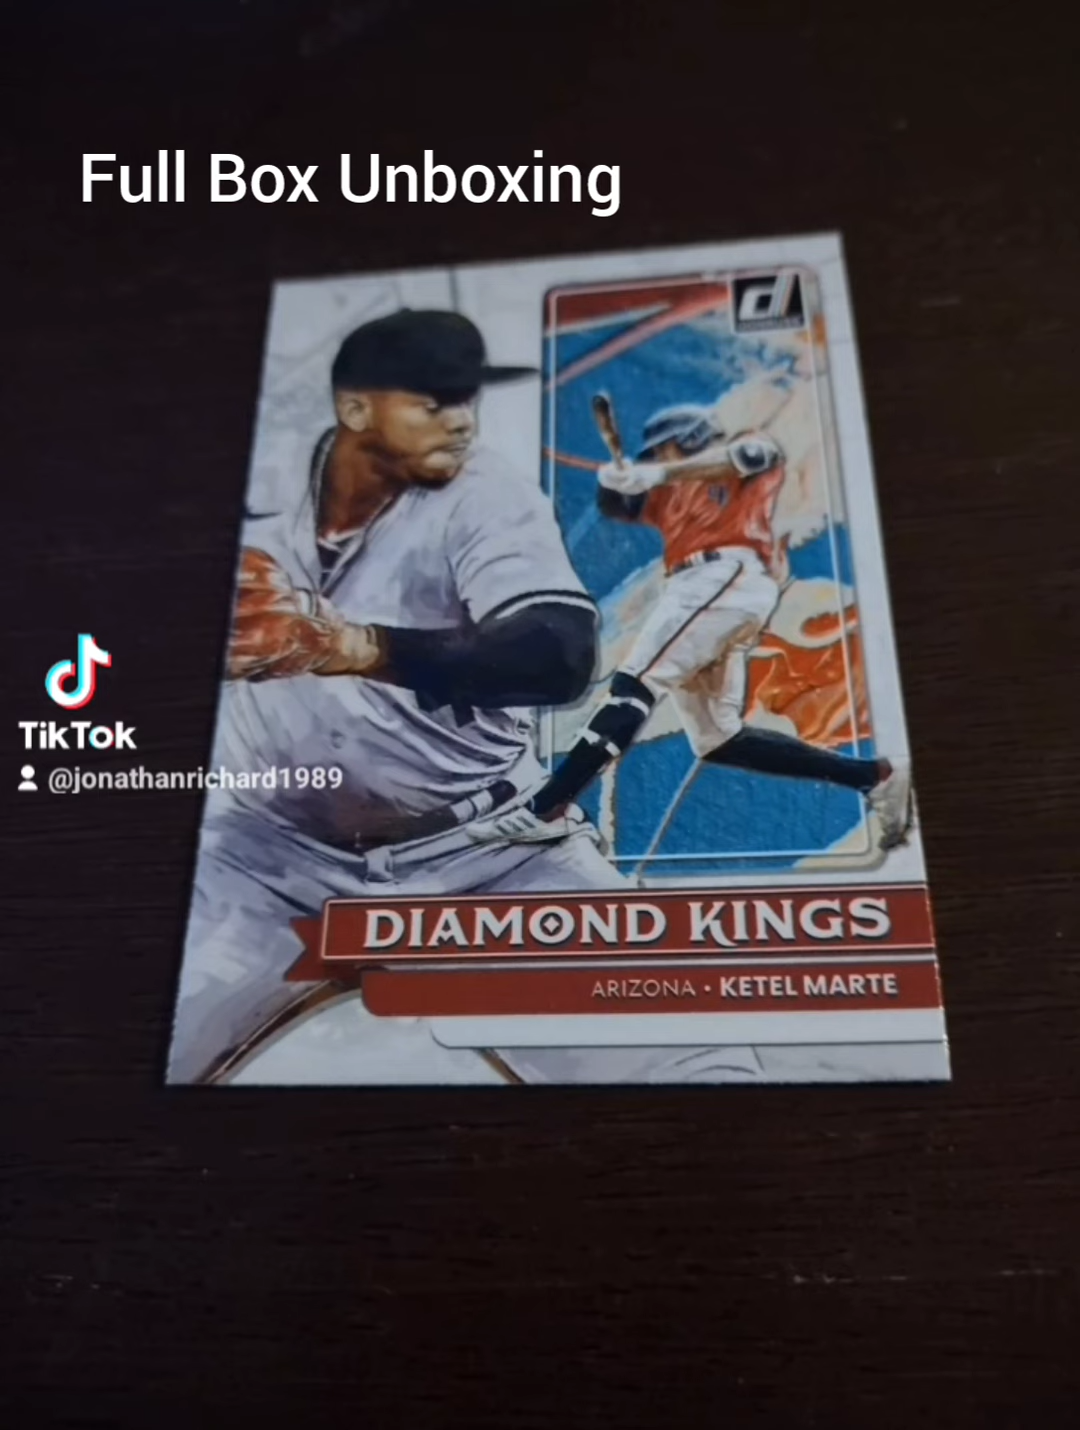 Full Box Unboxing
TikTok
@jonathanrichard1989
DIAMOND KINGS
ARIZONA • KETEL MARTE